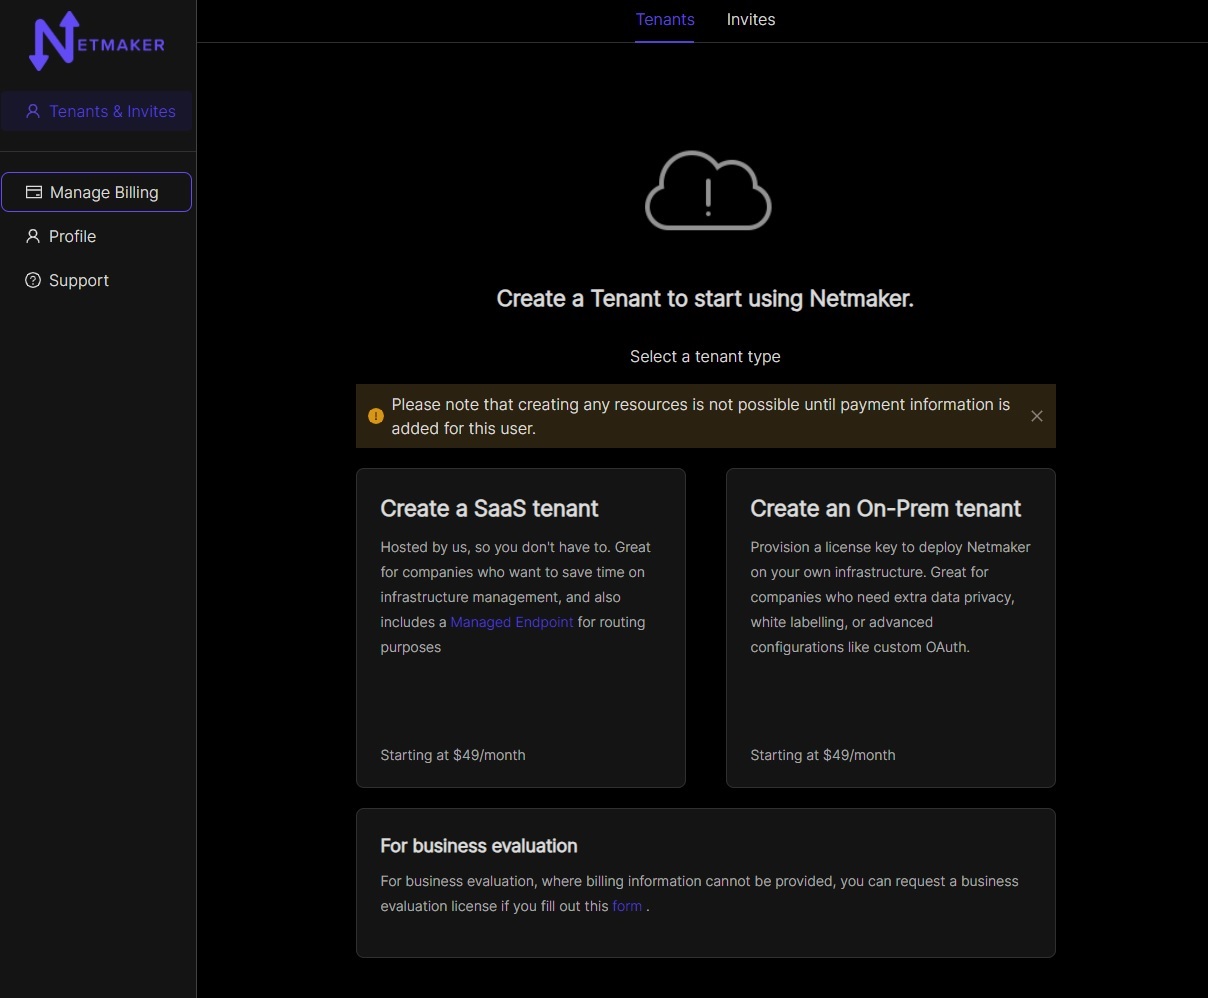 NETMAKER
Tenants & Invites
Manage Billing
Profile
Support
Tenants
Invites
Create a Tenant to start using Netmaker.
Select a tenant type
Please note that creating any resources is not possible until payment information is
added for this user.
Create a SaaS tenant
Hosted by us, so you don't have to. Great
for companies who want to save time on
infrastructure management, and also
includes a Managed Endpoint for routing
purposes
Starting at $49/month
Create an On-Prem tenant
Provision a license key to deploy Netmaker
on your own infrastructure. Great for
companies who need extra data privacy,
white labelling, or advanced
configurations like custom OAuth.
Starting at $49/month
For business evaluation
For business evaluation, where billing information cannot be provided, you can request a business
evaluation license if you fill out this form .